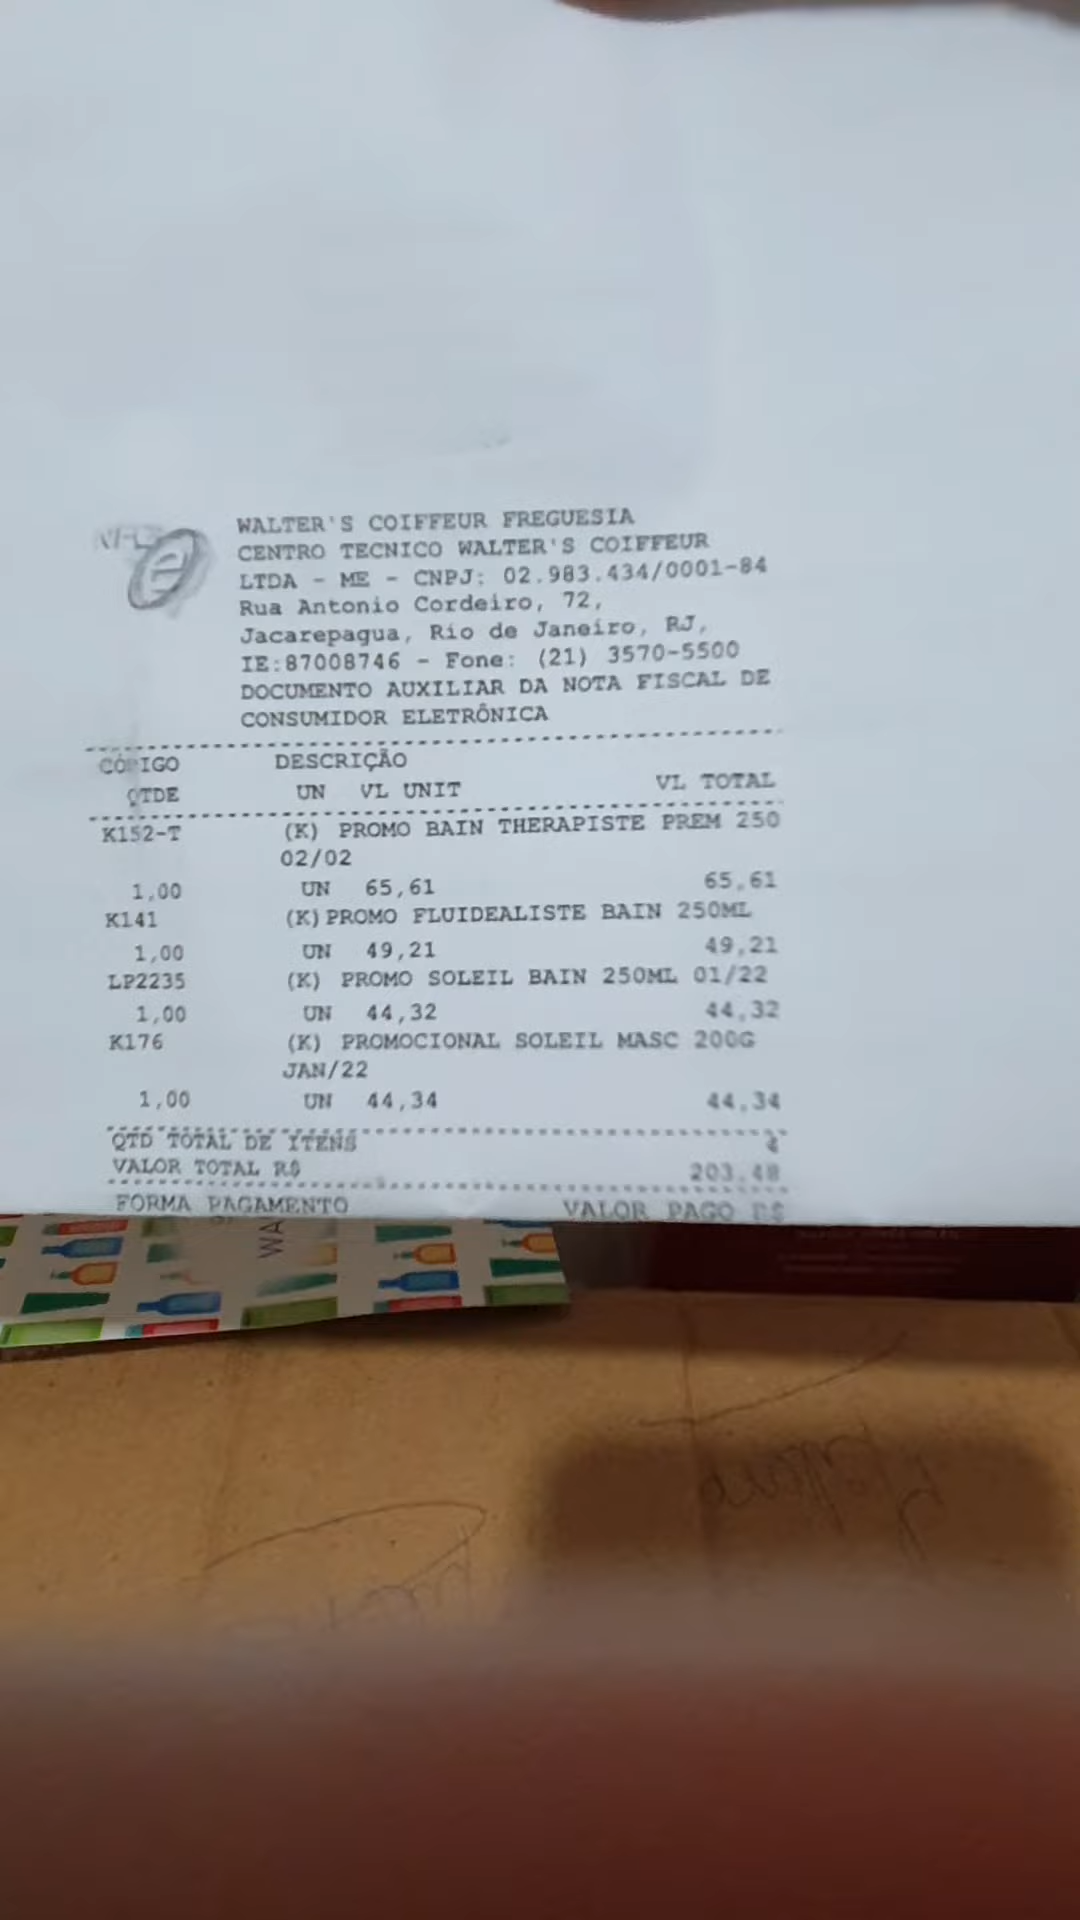 WALTER'S COIFFEUR FREGUESIA
CENTRO TECNICO WALTER'S COIFFEUR
LTDA - ME - CNPJ: 02.983.434/0001-84
Rua Antonio Cordeiro, 72,
Jacarepagua, Rio de Janeiro, RJ,
IE:87008746 - Fone: (21) 3570-5500
DOCUMENTO AUXILIAR DA NOTA FISCAL DE
CONSUMIDOR ELETRÔNICA
CÓDIGO DESCRIÇÃO
QTDE UN VL UNIT VL TOTAL
K152-T (K) PROMO BAIN THERAPISTE PREM 250
02/02
1,00 UN 65,61 65,61
K141 (K)PROMO FLUIDEALISTE BAIN 250ML
1,00 UN 49,21 49,21
LP2235 (K) PROMO SOLEIL BAIN 250ML 01/22
1,00 UN 44,32 44,32
K176 (K) PROMOCIONAL SOLEIL MASC 200G
JAN/22
1,00 UN 44,34 44,34
QTD TOTAL DE ITENS 4
VALOR TOTAL R$ 203,48
FORMA PAGAMENTO VALOR PAGO R$
WA